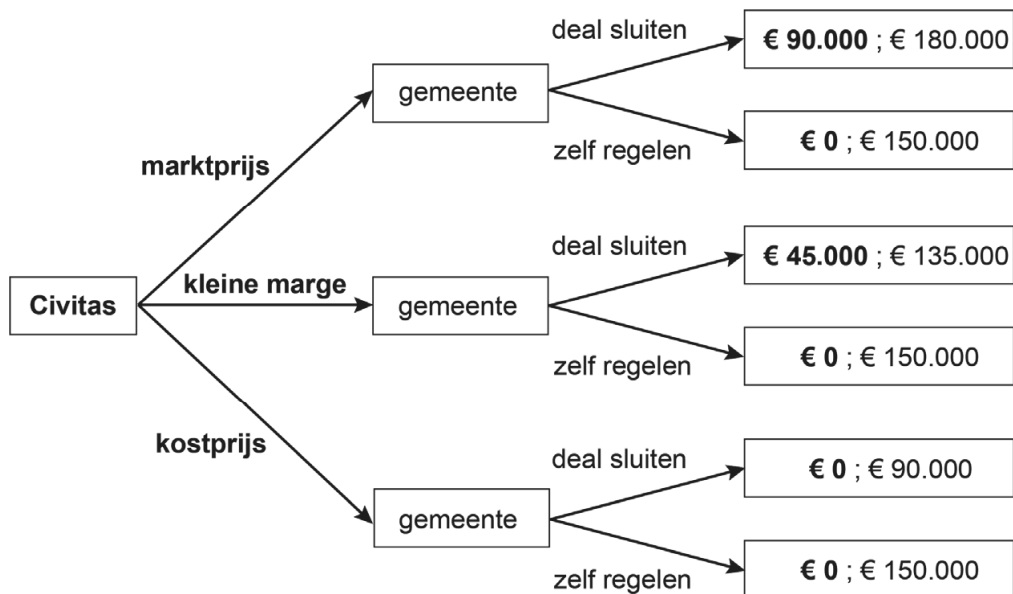 deal sluiten
€ 90.000 ; € 180.000
gemeente
zelf regelen
€ 0 ; € 150.000
marktprijs
deal sluiten
€ 45.000 ; € 135.000
Civitas
kleine marge
gemeente
zelf regelen
€ 0 ; € 150.000
kostprijs
deal sluiten
€ 0 ; € 90.000
gemeente
zelf regelen
€ 0 ; € 150.000